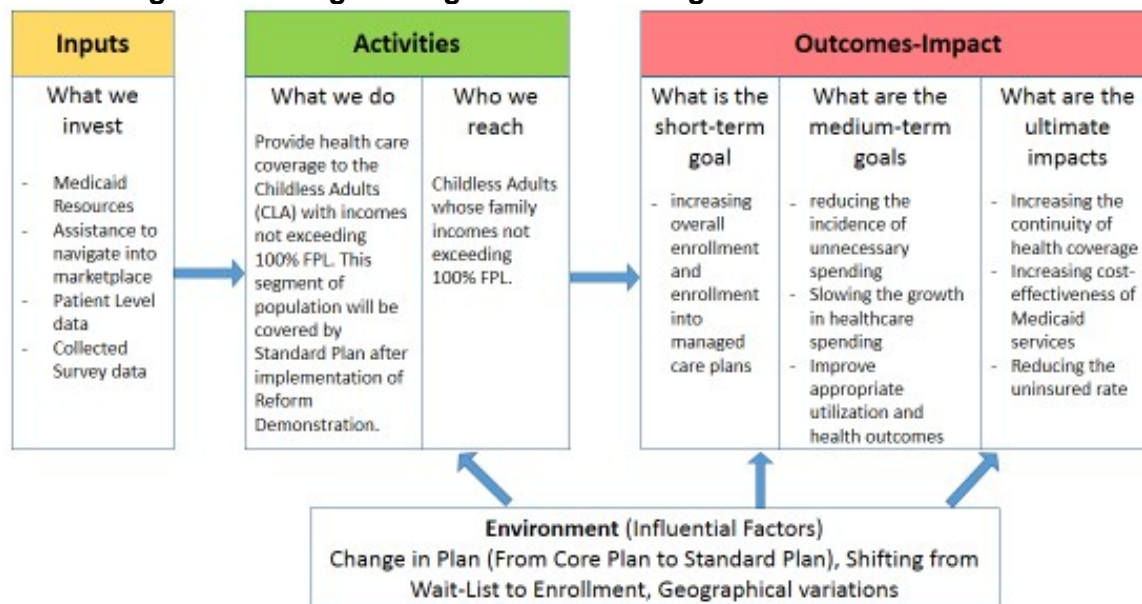 Inputs
Activities
Outcomes-Impact
What we
invest
- Medicaid
Resources
- Assistance to
navigate into
marketplace
- Patient Level
data
- Collected
Survey data
What we do
Provide health care
coverage to the
Childless Adults
(CLA) with incomes
not exceeding
100% FPL. This
segment of
population will be
covered by
Standard Plan after
implementation of
Reform
Demonstration.
Who we
reach
Childless Adults
whose family
incomes not
exceeding
100% FPL.
What is the
short-term
goal
- increasing
overall
enrollment
and
enrollment
into
managed
care plans
What are the
medium-term
goals
- reducing the
incidence of
unnecessary
spending
- Slowing the growth
in healthcare
spending
- Improve
appropriate
utilization and
health outcomes
What are the
ultimate
impacts
- Increasing the
continuity of
health coverage
- Increasing cost-
effectiveness of
Medicaid
services
- Reducing the
uninsured rate
Environment (Influential Factors)
Change in Plan (From Core Plan to Standard Plan), Shifting from
Wait-List to Enrollment, Geographical variations